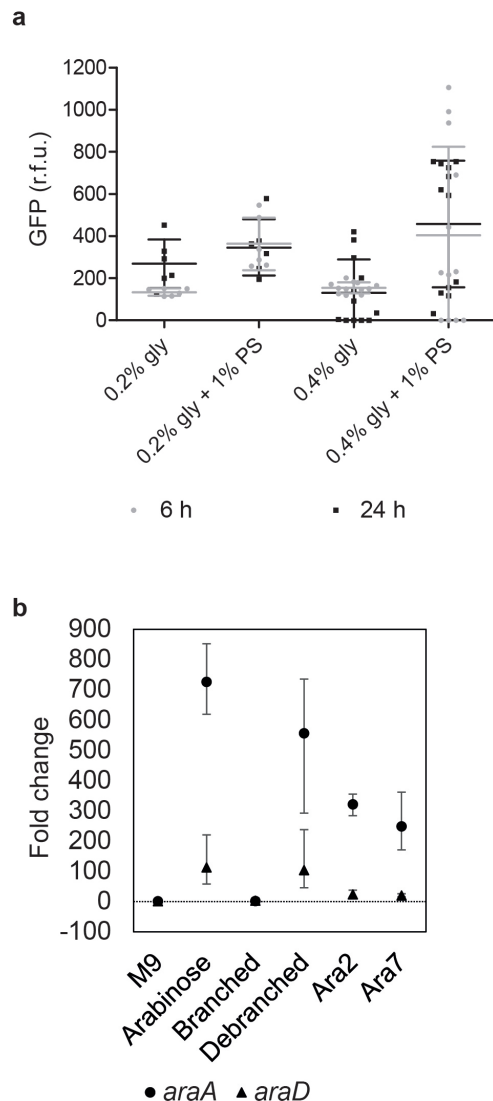 a
GFP (r.f.u.)
1200
1000
800
600
400
200
0
0.2% gly
0.2% gly + 1% PS
0.4% gly
0.4% gly + 1% PS
6 h
24 h
b
Fold change
900
800
700
600
500
400
300
200
100
0
-100
M9
Arabinose
Branched
Debranched
Ara2
Ara7
araA
araD